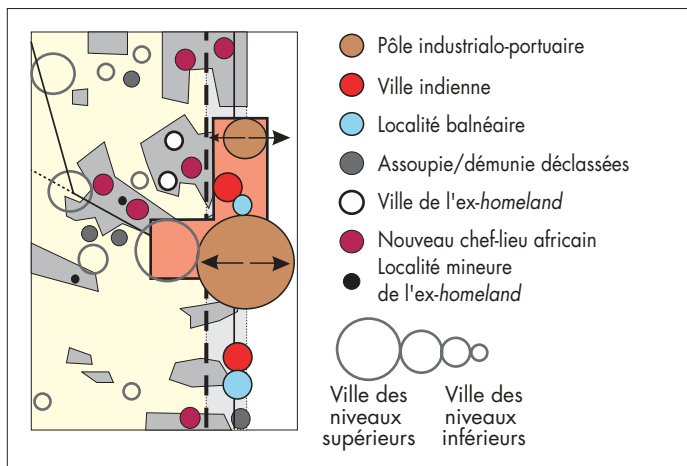 Pôle industrialo-portuaire
Ville indienne
Localité balnéaire
Assoupie/démunie déclassées
Ville de l'ex-homeland
Nouveau chef-lieu africain
Localité mineure
de l'ex-homeland
Ville des
niveaux
supérieurs
Ville des
niveaux
inférieurs